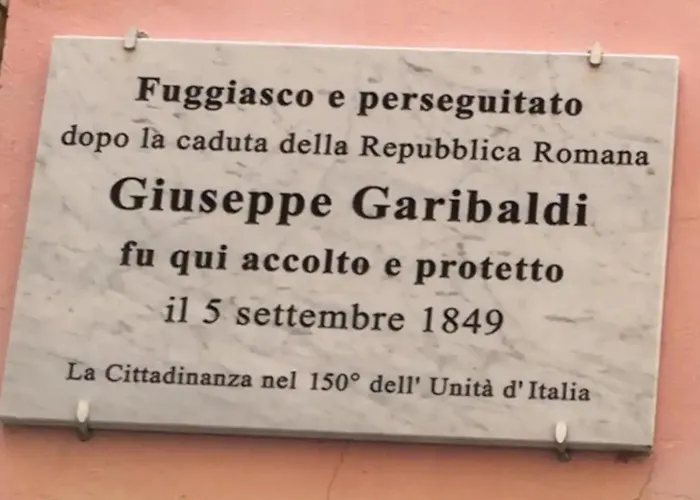 Fuggiasco e perseguitato
dopo la caduta della Repubblica Romana
Giuseppe Garibaldi
fu qui accolto e protetto
il 5 settembre 1849
La Cittadinanza nel 150° dell' Unità d' Italia